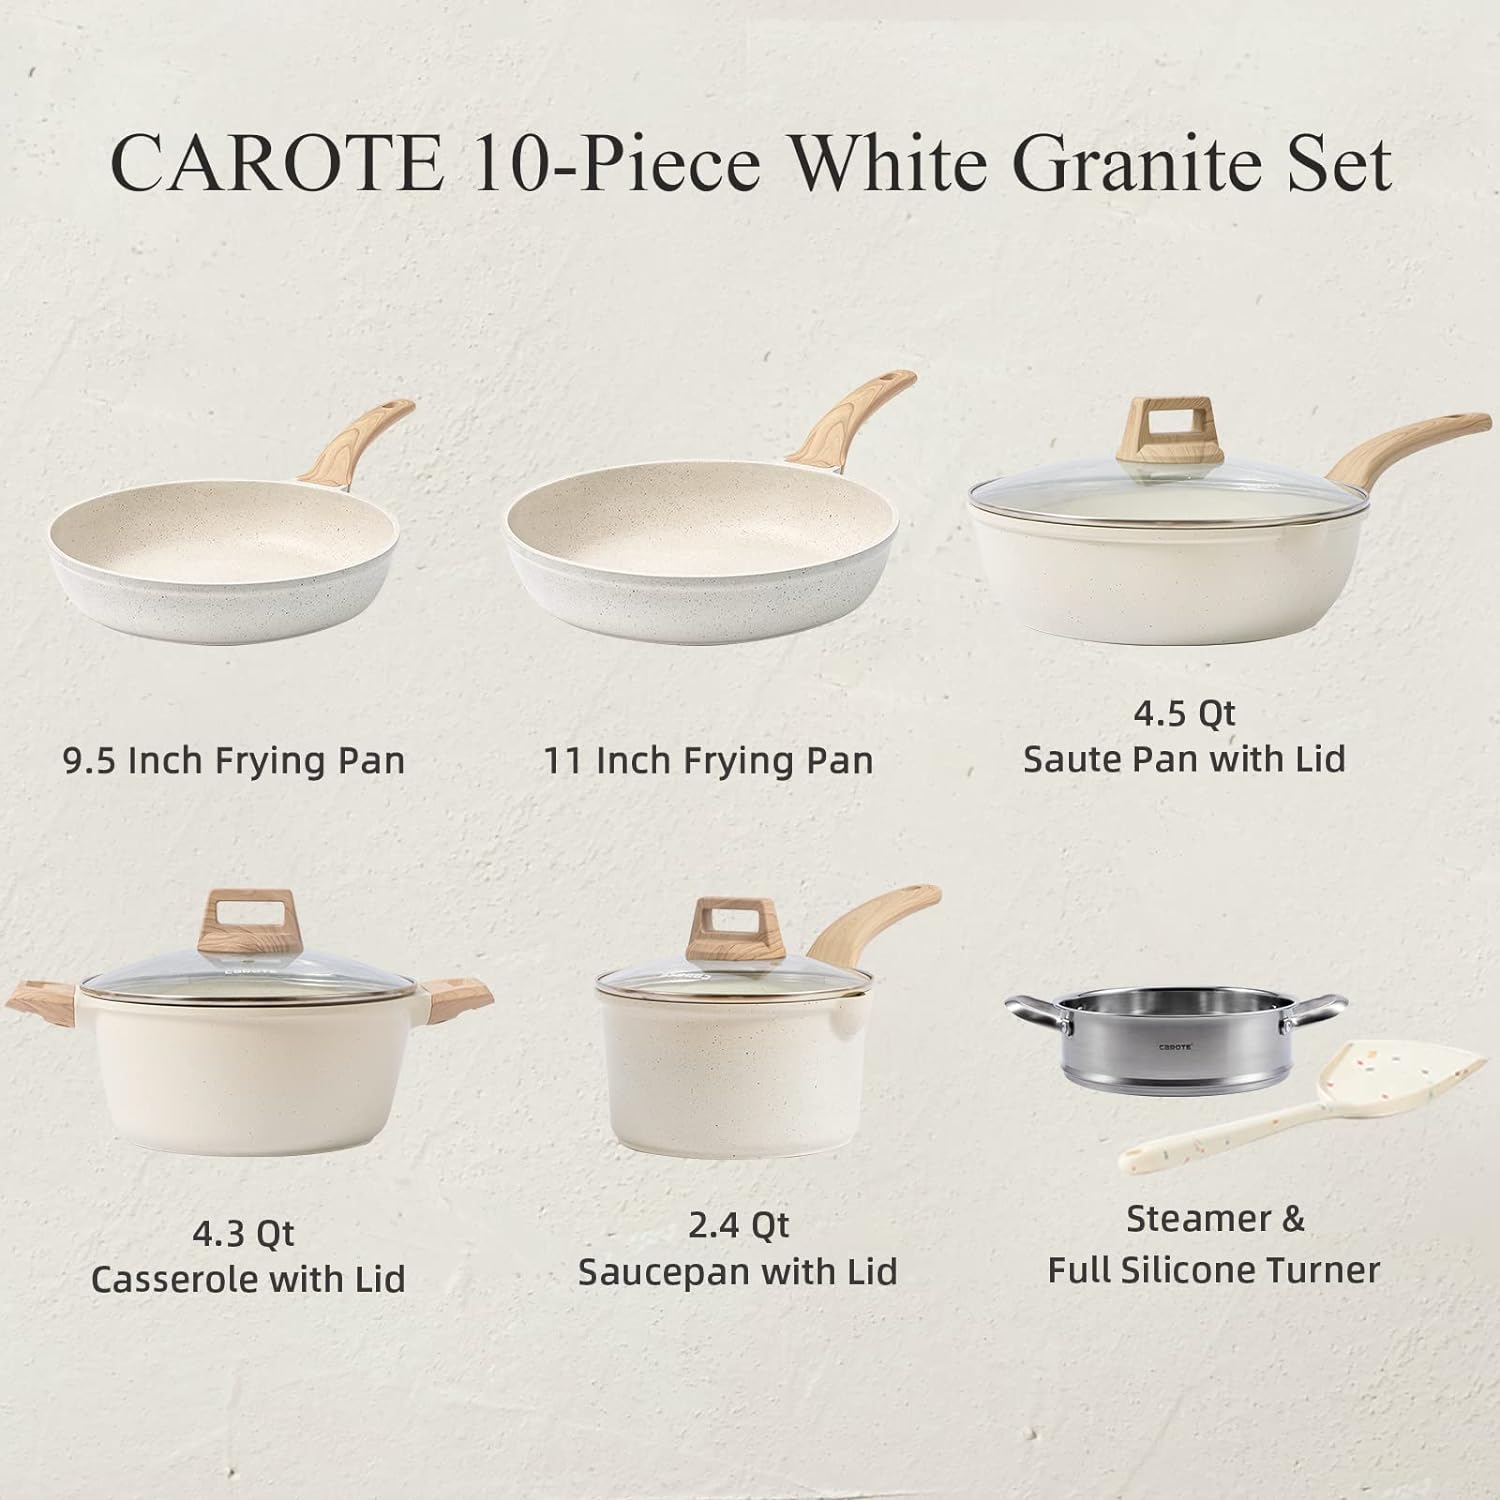 CAROTE 10-Piece White Granite Set
9.5 Inch Frying Pan
11 Inch Frying Pan
4.5 Qt
Saute Pan with Lid
CAROTE
CAROTE
CAROTE
4.3 Qt
Casserole with Lid
2.4 Qt
Saucepan with Lid
Steamer &
Full Silicone Turner